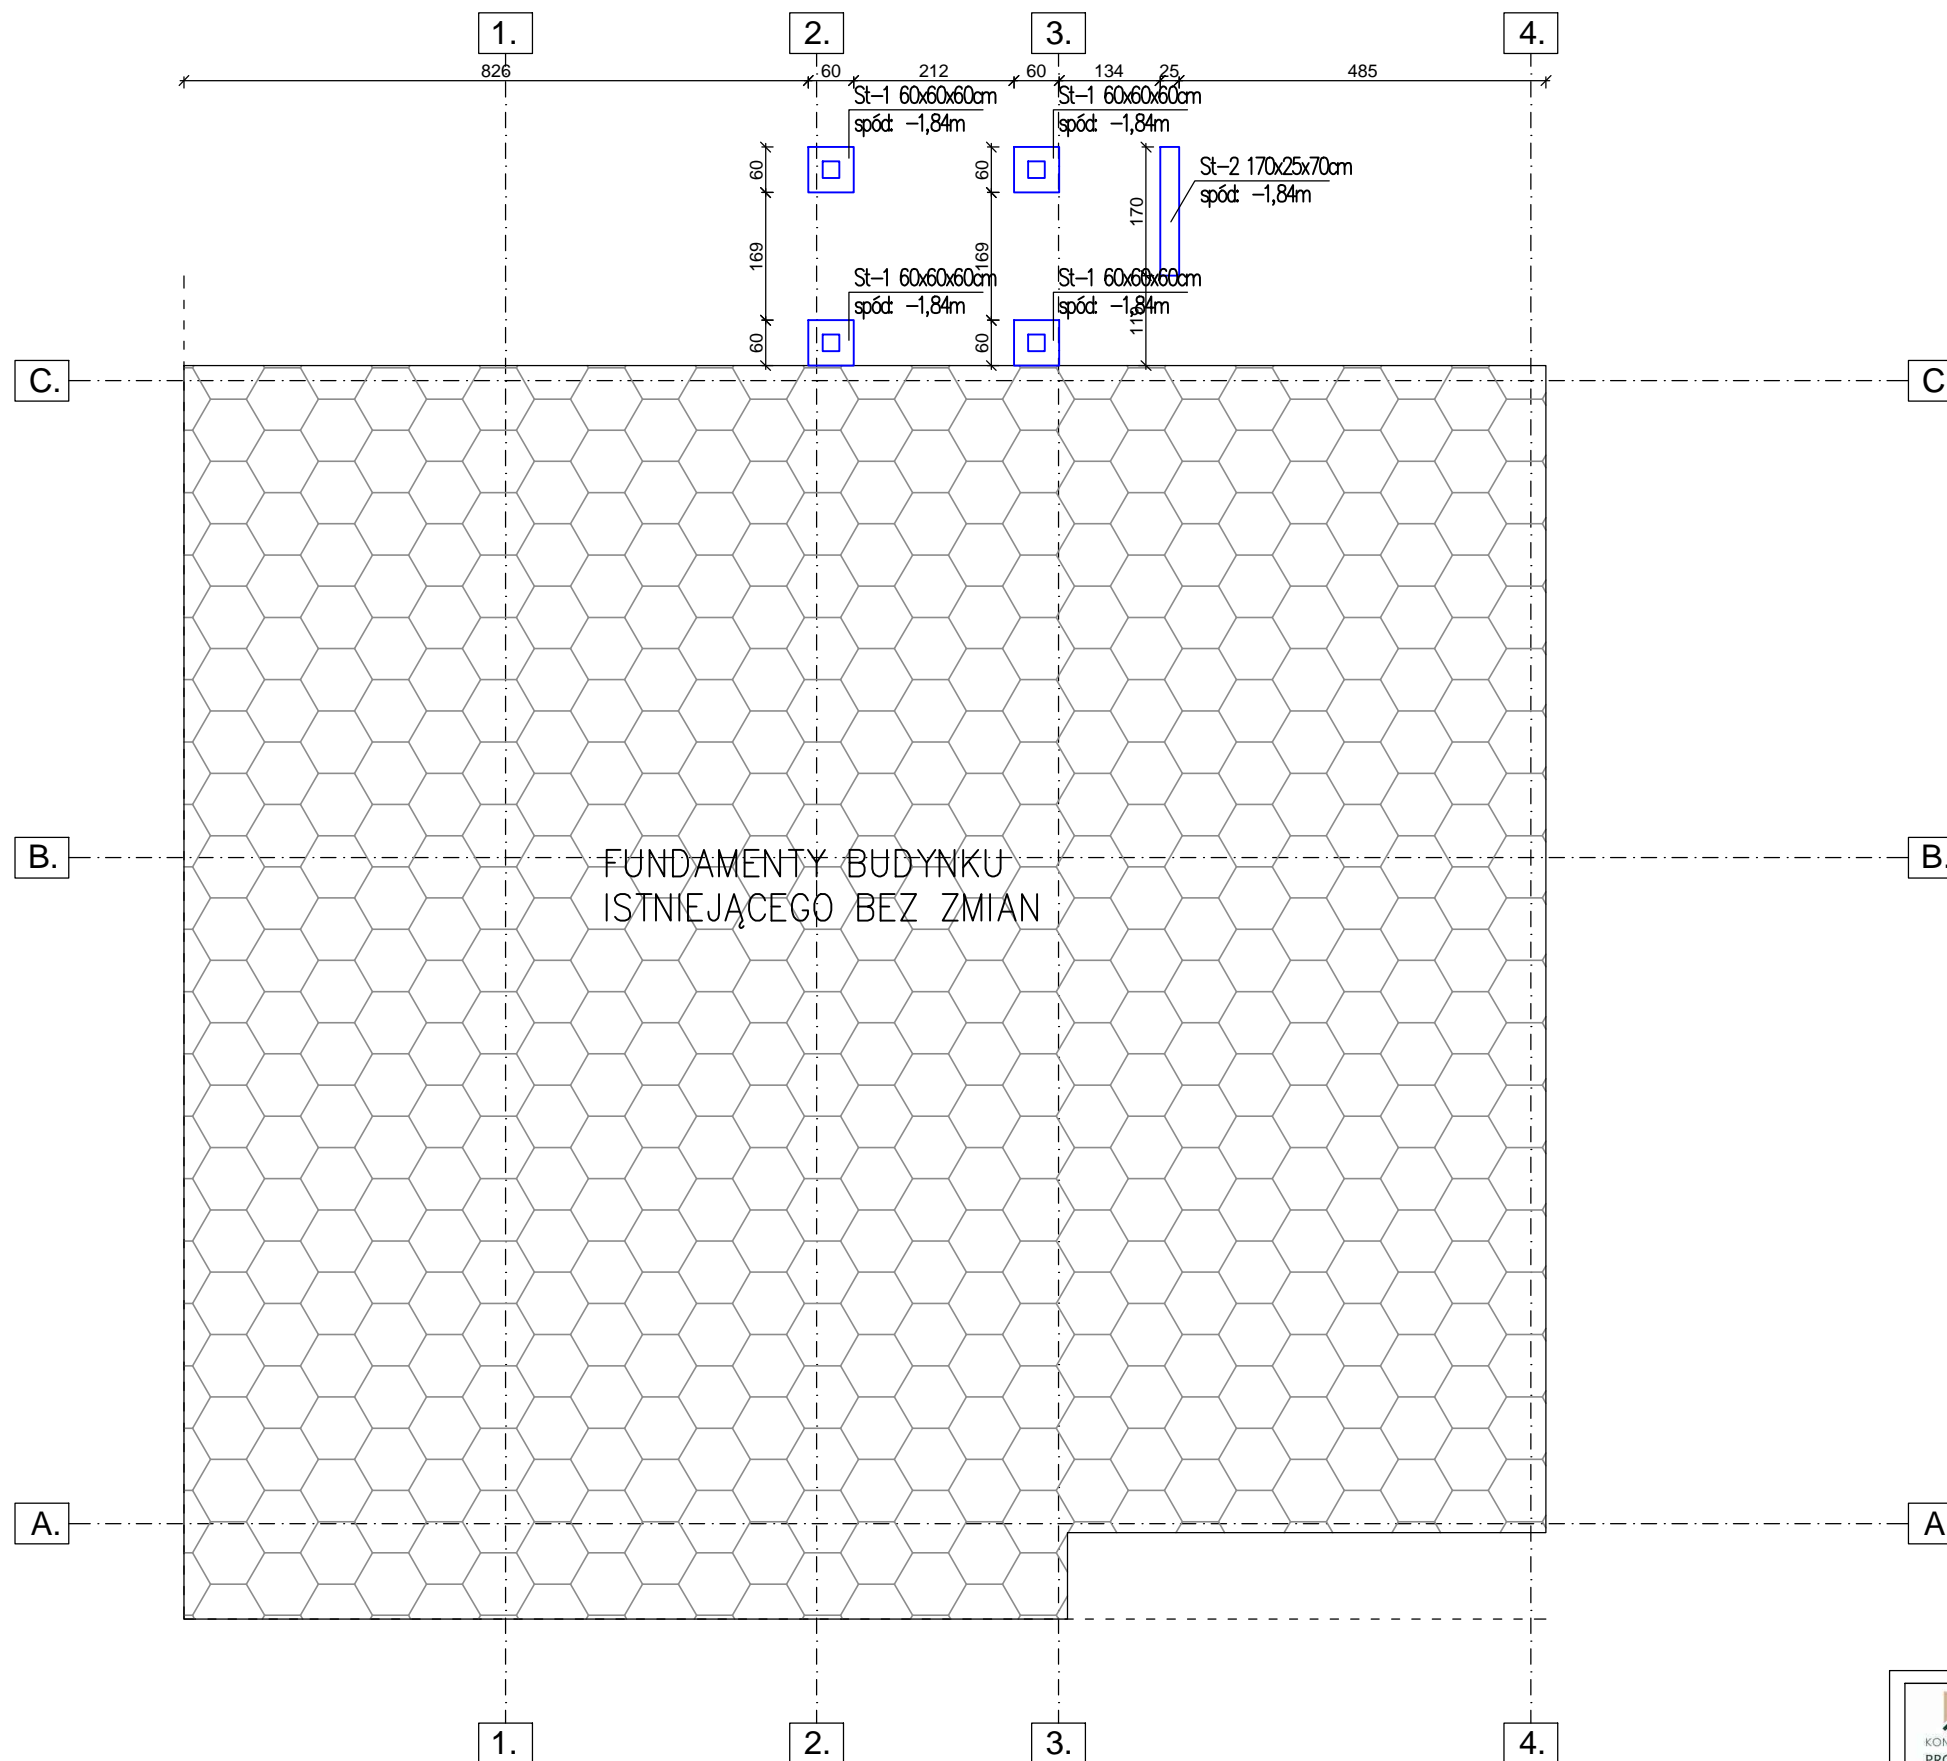 1. 2. 3. 4.
826 60 212 60 134 25 485
St-1 60x60x60cm
spód: -1,84m
St-1 60x60x60cm
spód: -1,84m
St-2 170x25x70cm
spód: -1,84m
60
60
170
169
169
St-1 60x60x60cm
spód: -1,84m
St-1 60x60x60cm
spód: -1,84m
60
60
C. C
B. B.
FUNDAMENTY BUDYNKU
ISTNIEJĄCEGO BEZ ZMIAN
A. A
1. 2. 3. 4.